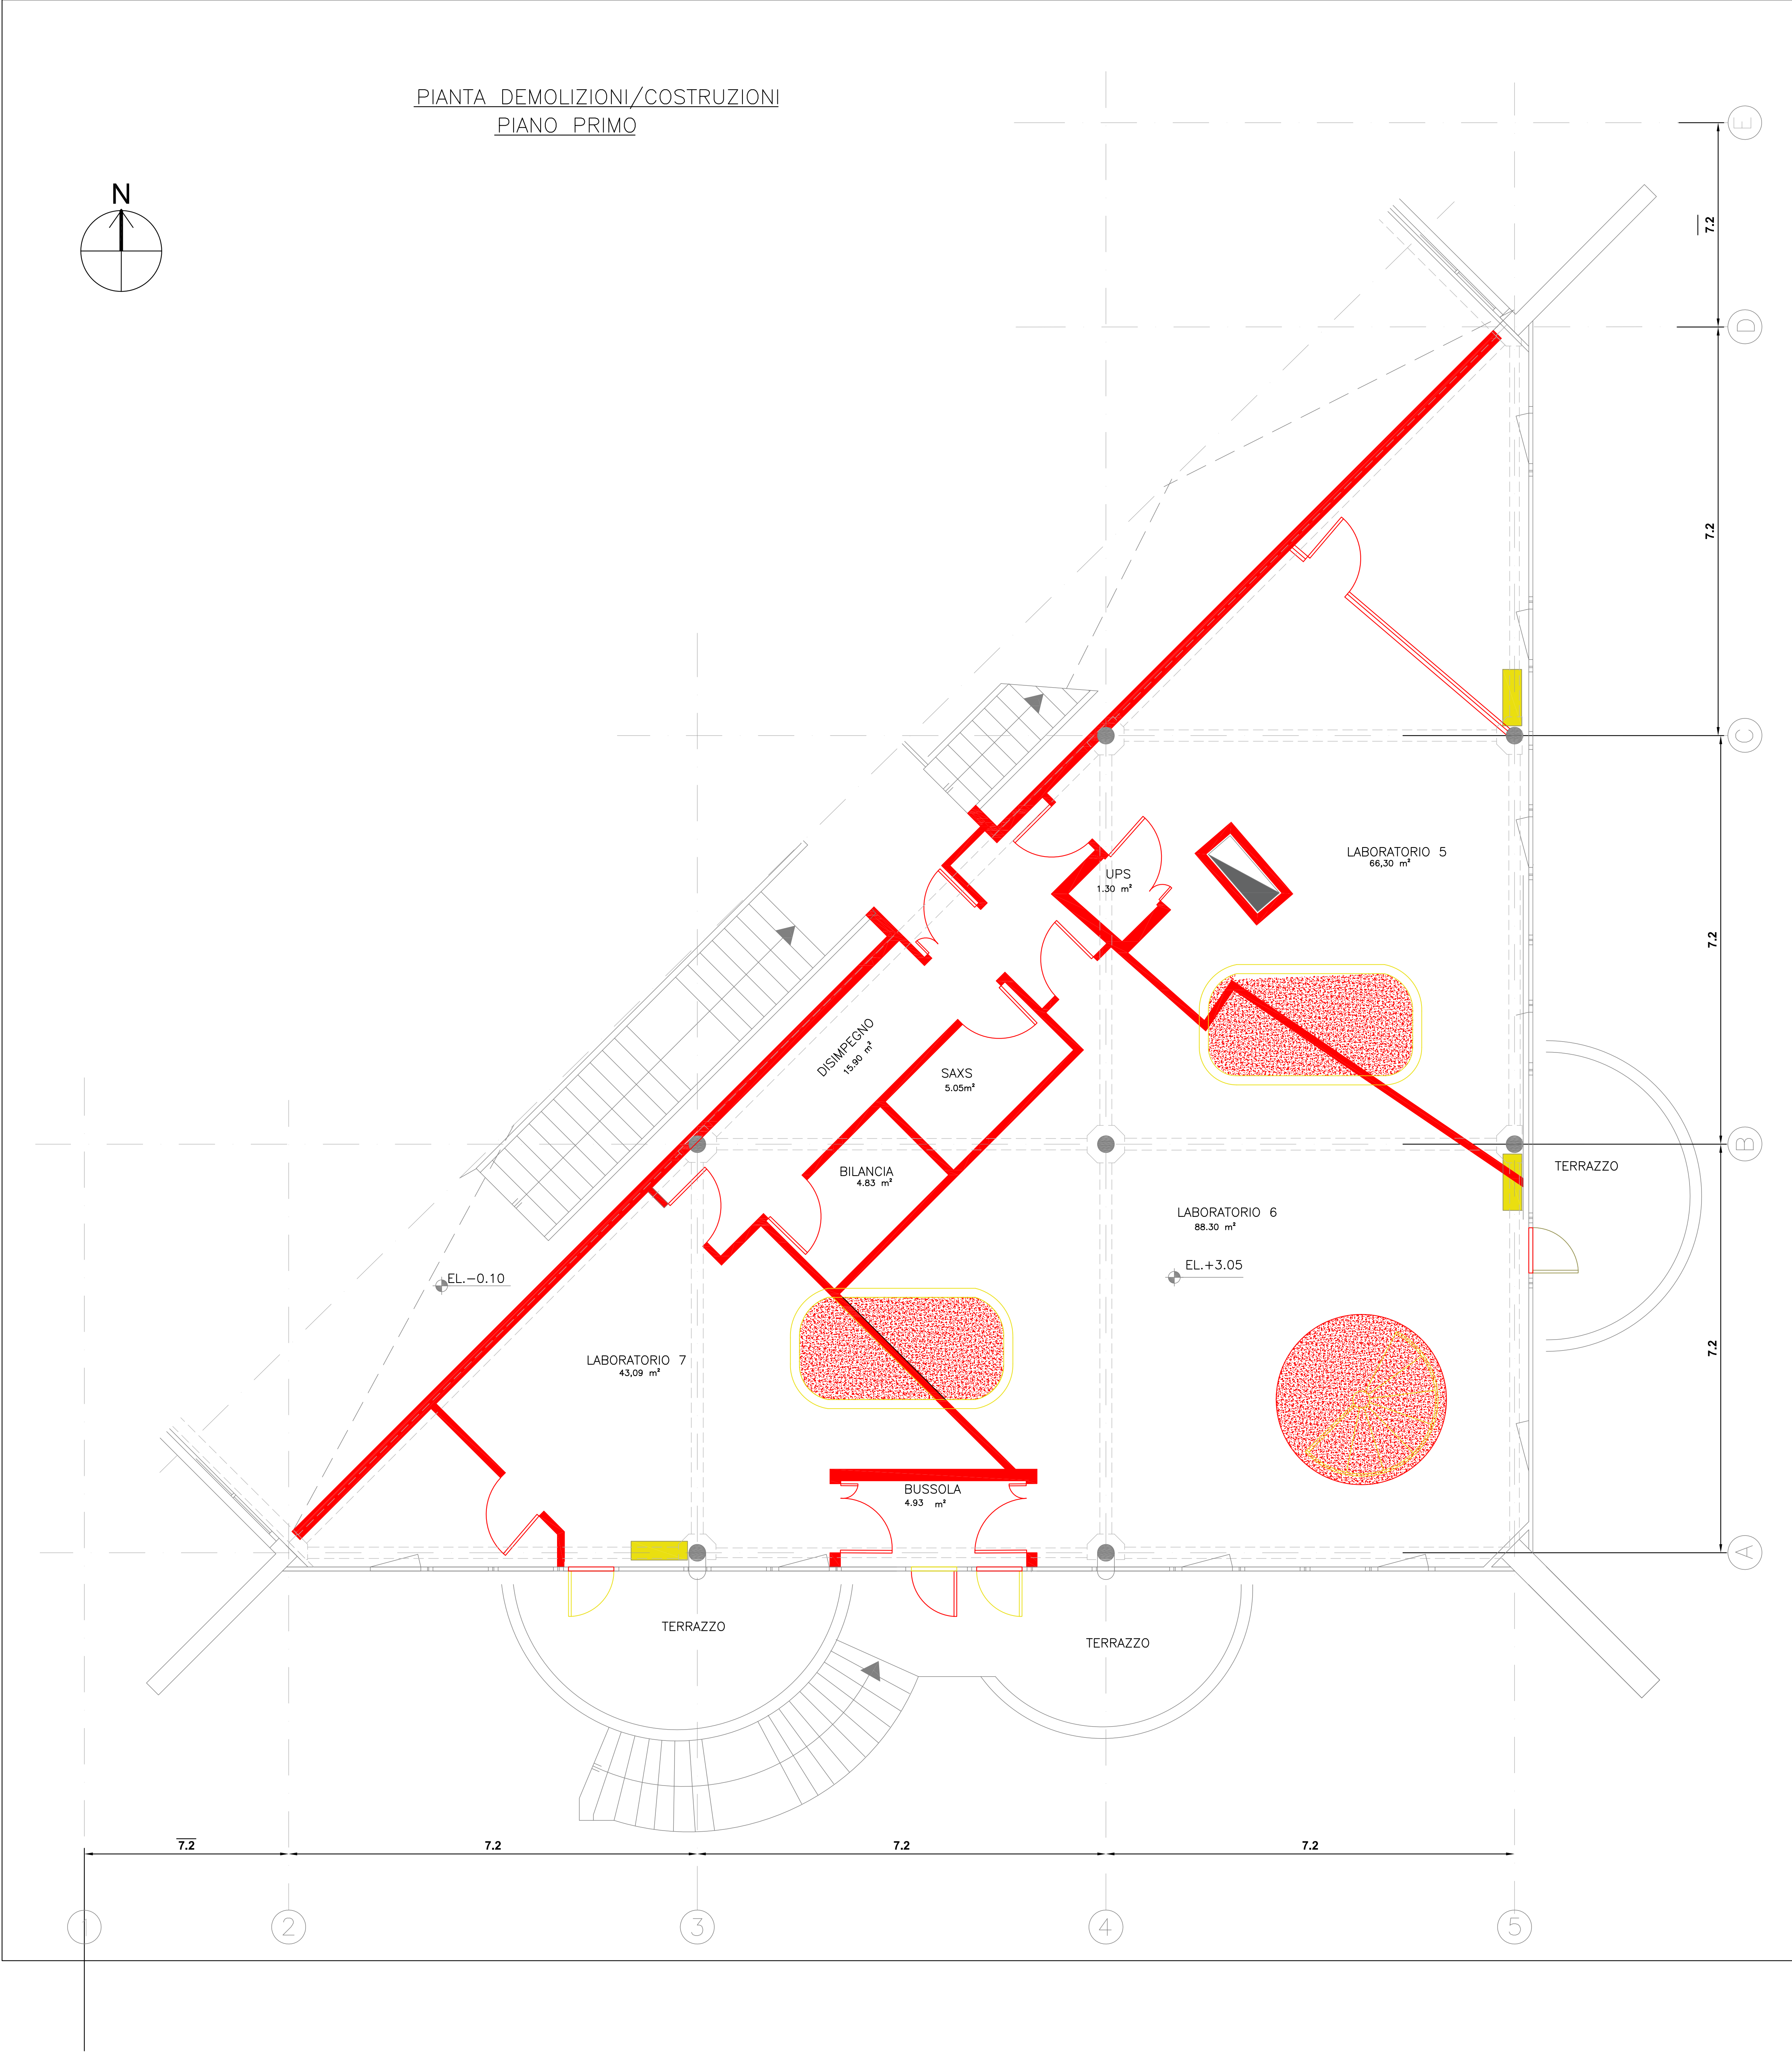 PIANTA DEMOLIZIONI/COSTRUZIONI
PIANO PRIMO
E
N
7.2
D
7.2
C
LABORATORIO 5
66,30 m²
UPS
1.30 m²
7.2
DISIMPEGNO
15.90 m²
SAXS
5.05m²
B
BILANCIA
4.83 m²
TERRAZZO
LABORATORIO 6
88.30 m²
EL.+3.05
EL.-0.10
7.2
LABORATORIO 7
43,09 m²
BUSSOLA
4.93 m²
A
TERRAZZO
TERRAZZO
7.2
7.2
7.2
7.2
1
2
3
4
5